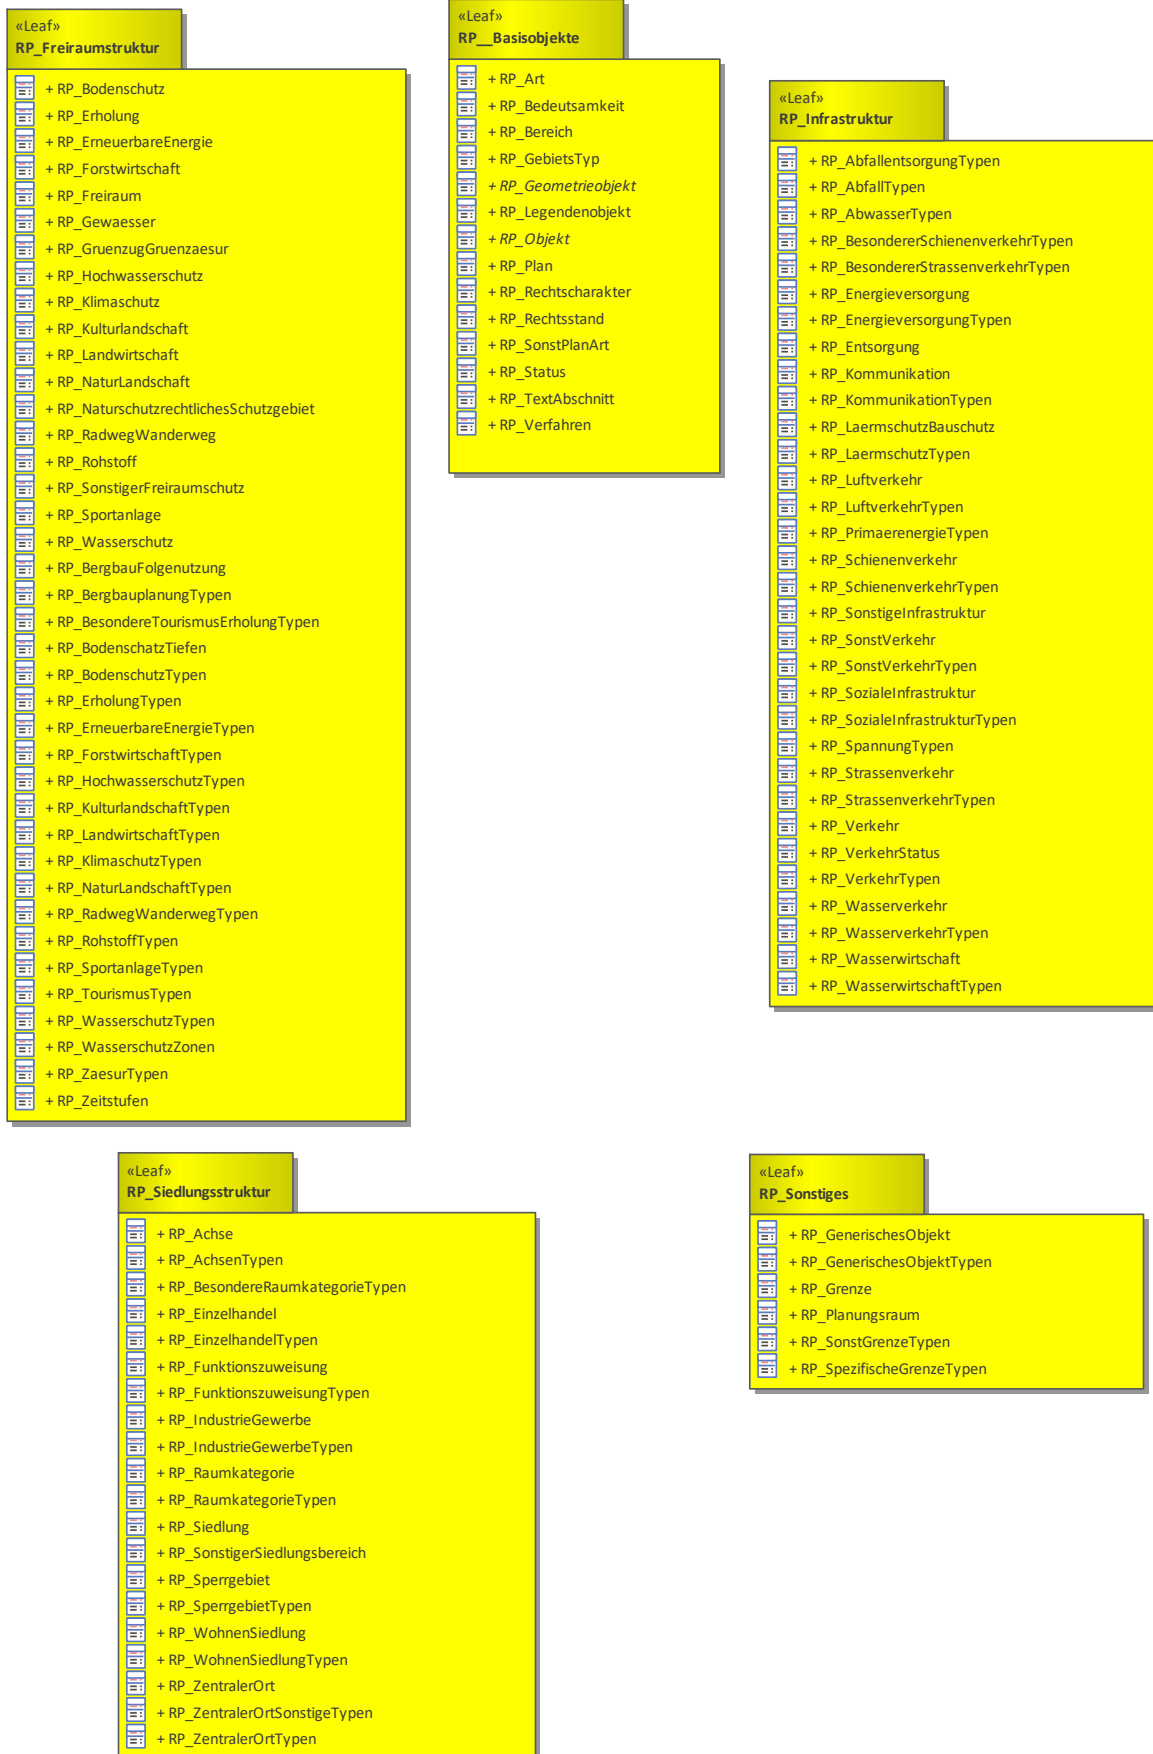 «Leaf»
RP_Freiraumstruktur
+ RP_Bodenschutz
+ RP_Erholung
+ RP_ErneuerbareEnergie
+ RP_Forstwirtschaft
+ RP_Freiraum
+ RP_Gewaesser
+ RP_GruenzugGruenzaesur
+ RP_Hochwasserschutz
+ RP_Klimaschutz
+ RP_Kulturlandschaft
+ RP_Landwirtschaft
+ RP_NaturLandschaft
+ RP_NaturschutzrechtlichesSchutzgebiet
+ RP_RadwegWanderweg
+ RP_Rohstoff
+ RP_SonstigerFreiraumschutz
+ RP_Sportanlage
+ RP_Wasserschutz
+ RP_BergbauFolgenutzung
+ RP_BergbauplanungTypen
+ RP_BesondereTourismusErholungTypen
+ RP_BodenschatzTiefen
+ RP_BodenschutzTypen
+ RP_ErholungTypen
+ RP_ErneuerbareEnergieTypen
+ RP_ForstwirtschaftTypen
+ RP_HochwasserschutzTypen
+ RP_KulturlandschaftTypen
+ RP_LandwirtschaftTypen
+ RP_KlimaschutzTypen
+ RP_NaturLandschaftTypen
+ RP_RadwegWanderwegTypen
+ RP_RohstoffTypen
+ RP_SportanlageTypen
+ RP_TourismusTypen
+ RP_WasserschutzTypen
+ RP_WasserschutzZonen
+ RP_ZaesurTypen
+ RP_Zeitstufen
«Leaf»
RP__Basisobjekte
+ RP_Art
+ RP_Bedeutsamkeit
+ RP_Bereich
+ RP_GebietsTyp
+ RP_Geometrieobjekt
+ RP_Legendenobjekt
+ RP_Objekt
+ RP_Plan
+ RP_Rechtscharakter
+ RP_Rechtsstand
+ RP_SonstPlanArt
+ RP_Status
+ RP_TextAbschnitt
+ RP_Verfahren
«Leaf»
RP_Infrastruktur
+ RP_AbfallentsorgungTypen
+ RP_AbfallTypen
+ RP_AbwasserTypen
+ RP_BesondererSchienenverkehrTypen
+ RP_BesondererStrassenverkehrTypen
+ RP_Energieversorgung
+ RP_EnergieversorgungTypen
+ RP_Entsorgung
+ RP_Kommunikation
+ RP_KommunikationTypen
+ RP_LaermschutzBauschutz
+ RP_LaermschutzTypen
+ RP_Luftverkehr
+ RP_LuftverkehrTypen
+ RP_PrimaerenergieTypen
+ RP_Schienenverkehr
+ RP_SchienenverkehrTypen
+ RP_SonstigeInfrastruktur
+ RP_SonstVerkehr
+ RP_SonstVerkehrTypen
+ RP_SozialeInfrastruktur
+ RP_SozialeInfrastrukturTypen
+ RP_SpannungTypen
+ RP_Strassenverkehr
+ RP_StrassenverkehrTypen
+ RP_Verkehr
+ RP_VerkehrStatus
+ RP_VerkehrTypen
+ RP_Wasserverkehr
+ RP_WasserverkehrTypen
+ RP_Wasserwirtschaft
+ RP_WasserwirtschaftTypen
«Leaf»
RP_Siedlungsstruktur
+ RP_Achse
+ RP_AchsenTypen
+ RP_BesondereRaumkategorieTypen
+ RP_Einzelhandel
+ RP_EinzelhandelTypen
+ RP_Funktionszuweisung
+ RP_FunktionszuweisungTypen
+ RP_IndustrieGewerbe
+ RP_IndustrieGewerbeTypen
+ RP_Raumkategorie
+ RP_RaumkategorieTypen
+ RP_Siedlung
+ RP_SonstigerSiedlungsbereich
+ RP_Sperrgebiet
+ RP_SperrgebietTypen
+ RP_WohnenSiedlung
+ RP_WohnenSiedlungTypen
+ RP_ZentralerOrt
+ RP_ZentralerOrtSonstigeTypen
+ RP_ZentralerOrtTypen
«Leaf»
RP_Sonstiges
+ RP_GenerischesObjekt
+ RP_GenerischesObjektTypen
+ RP_Grenze
+ RP_Planungsraum
+ RP_SonstGrenzeTypen
+ RP_SpezifischeGrenzeTypen